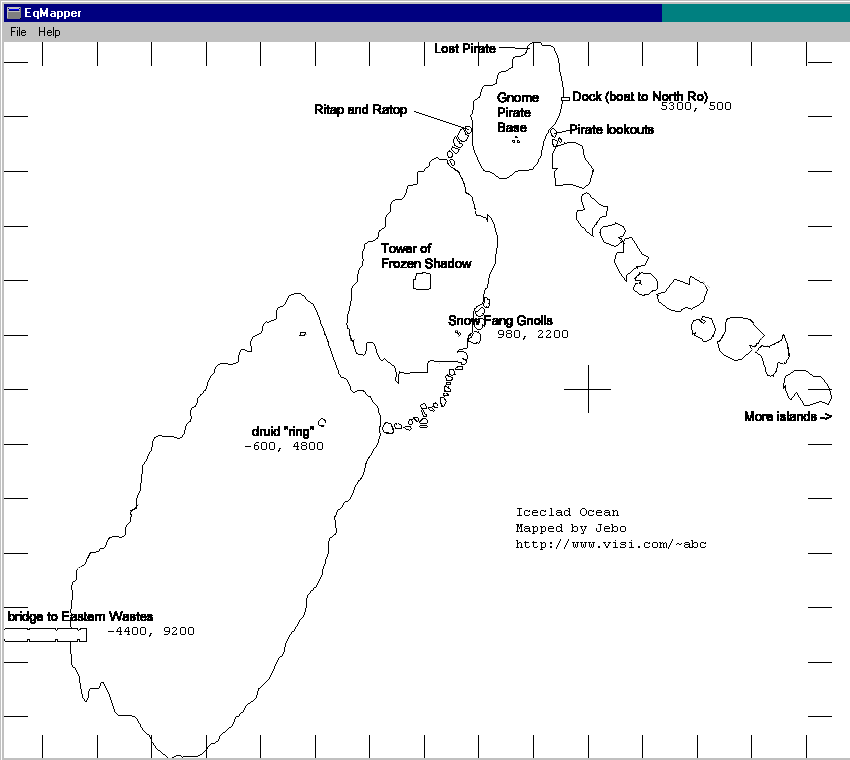 EqMapper
File Help
Lost Pirate
Gnome
Pirate
Base
Dock (boat to North Ro)
5300, 500
Ritap and Ratop
Pirate lookouts
Tower of
Frozen Shadow
Snow Fang Gnolls
980, 2200
More islands ->
druid "ring"
-600, 4800
Iceclad Ocean
Mapped by Jebo
http://www.visi.com/~abc
bridge to Eastern Wastes
-4400, 9200